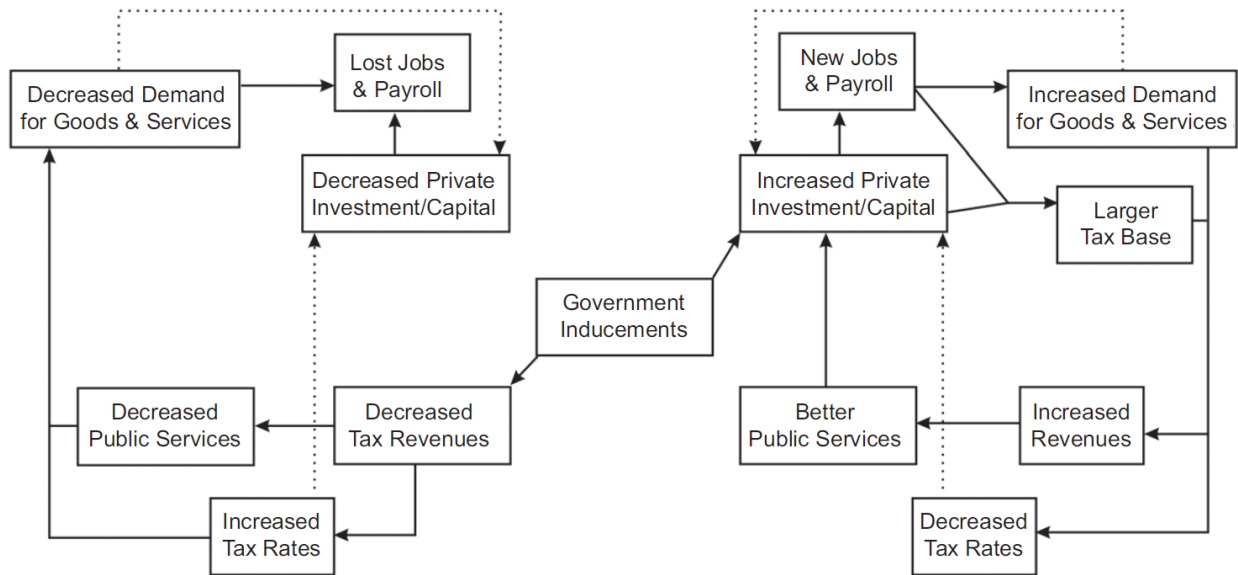 Lost Jobs
& Payroll
New Jobs
& Payroll
Decreased Demand
for Goods & Services
Increased Demand
for Goods & Services
Decreased Private
Investment/Capital
Increased Private
Investment/Capital
Larger
Tax Base
Government
Inducements
Decreased
Public Services
Decreased
Tax Revenues
Better
Public Services
Increased
Revenues
Increased
Tax Rates
Decreased
Tax Rates